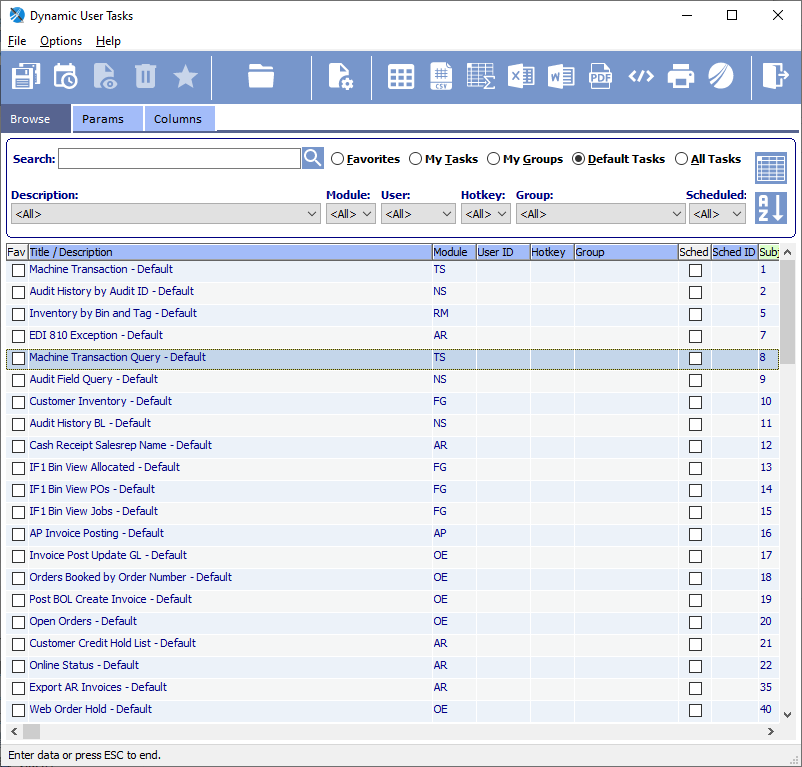 Dynamic User Tasks
File Options Help
CSV X W PDF </>
Browse Params Columns
Search: Favorites My Tasks My Groups Default Tasks All Tasks
Description: Module: User: Hotkey: Group: Scheduled:
<All> <All> <All> <All> <All> <All>
A
Z
Fav Title / Description Module User ID Hotkey Group Sched Sched ID Subj
Machine Transaction - Default TS 1
Audit History by Audit ID - Default NS 2
Inventory by Bin and Tag - Default RM 5
EDI 810 Exception - Default AR 7
Machine Transaction Query - Default TS 8
Audit Field Query - Default NS 9
Customer Inventory - Default FG 10
Audit History BL - Default NS 11
Cash Receipt Salesrep Name - Default AR 12
IF1 Bin View Allocated - Default FG 13
IF1 Bin View POs - Default FG 14
IF1 Bin View Jobs - Default FG 15
AP Invoice Posting - Default AP 16
Invoice Post Update GL - Default OE 17
Orders Booked by Order Number - Default OE 18
Post BOL Create Invoice - Default OE 19
Open Orders - Default OE 20
Customer Credit Hold List - Default AR 21
Online Status - Default AR 22
Export AR Invoices - Default AR 35
Web Order Hold - Default OE 40
Enter data or press ESC to end.